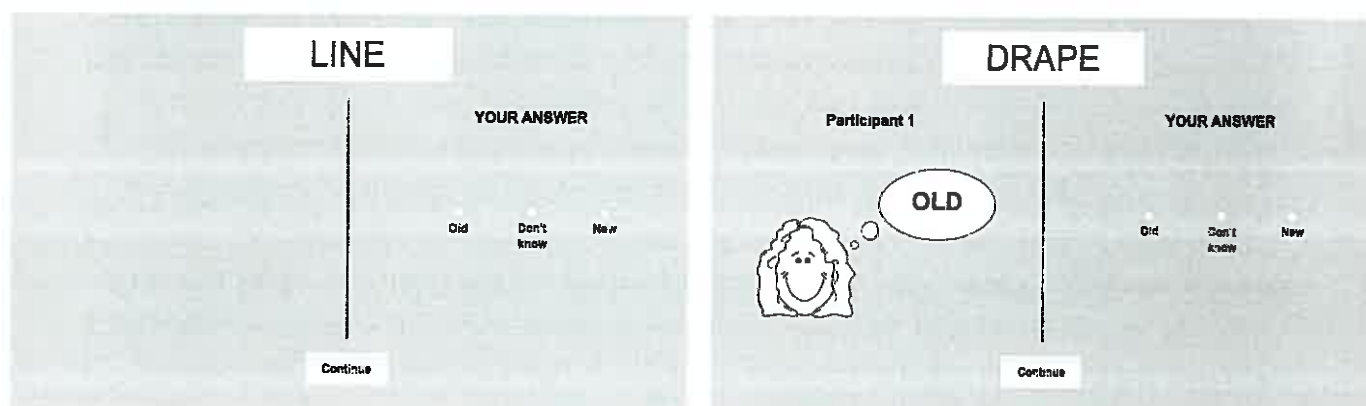 LINE
YOUR ANSWER
Old Don't know New
Continue
DRAPE
Participant 1
OLD
YOUR ANSWER
Old Don't know New
Continue